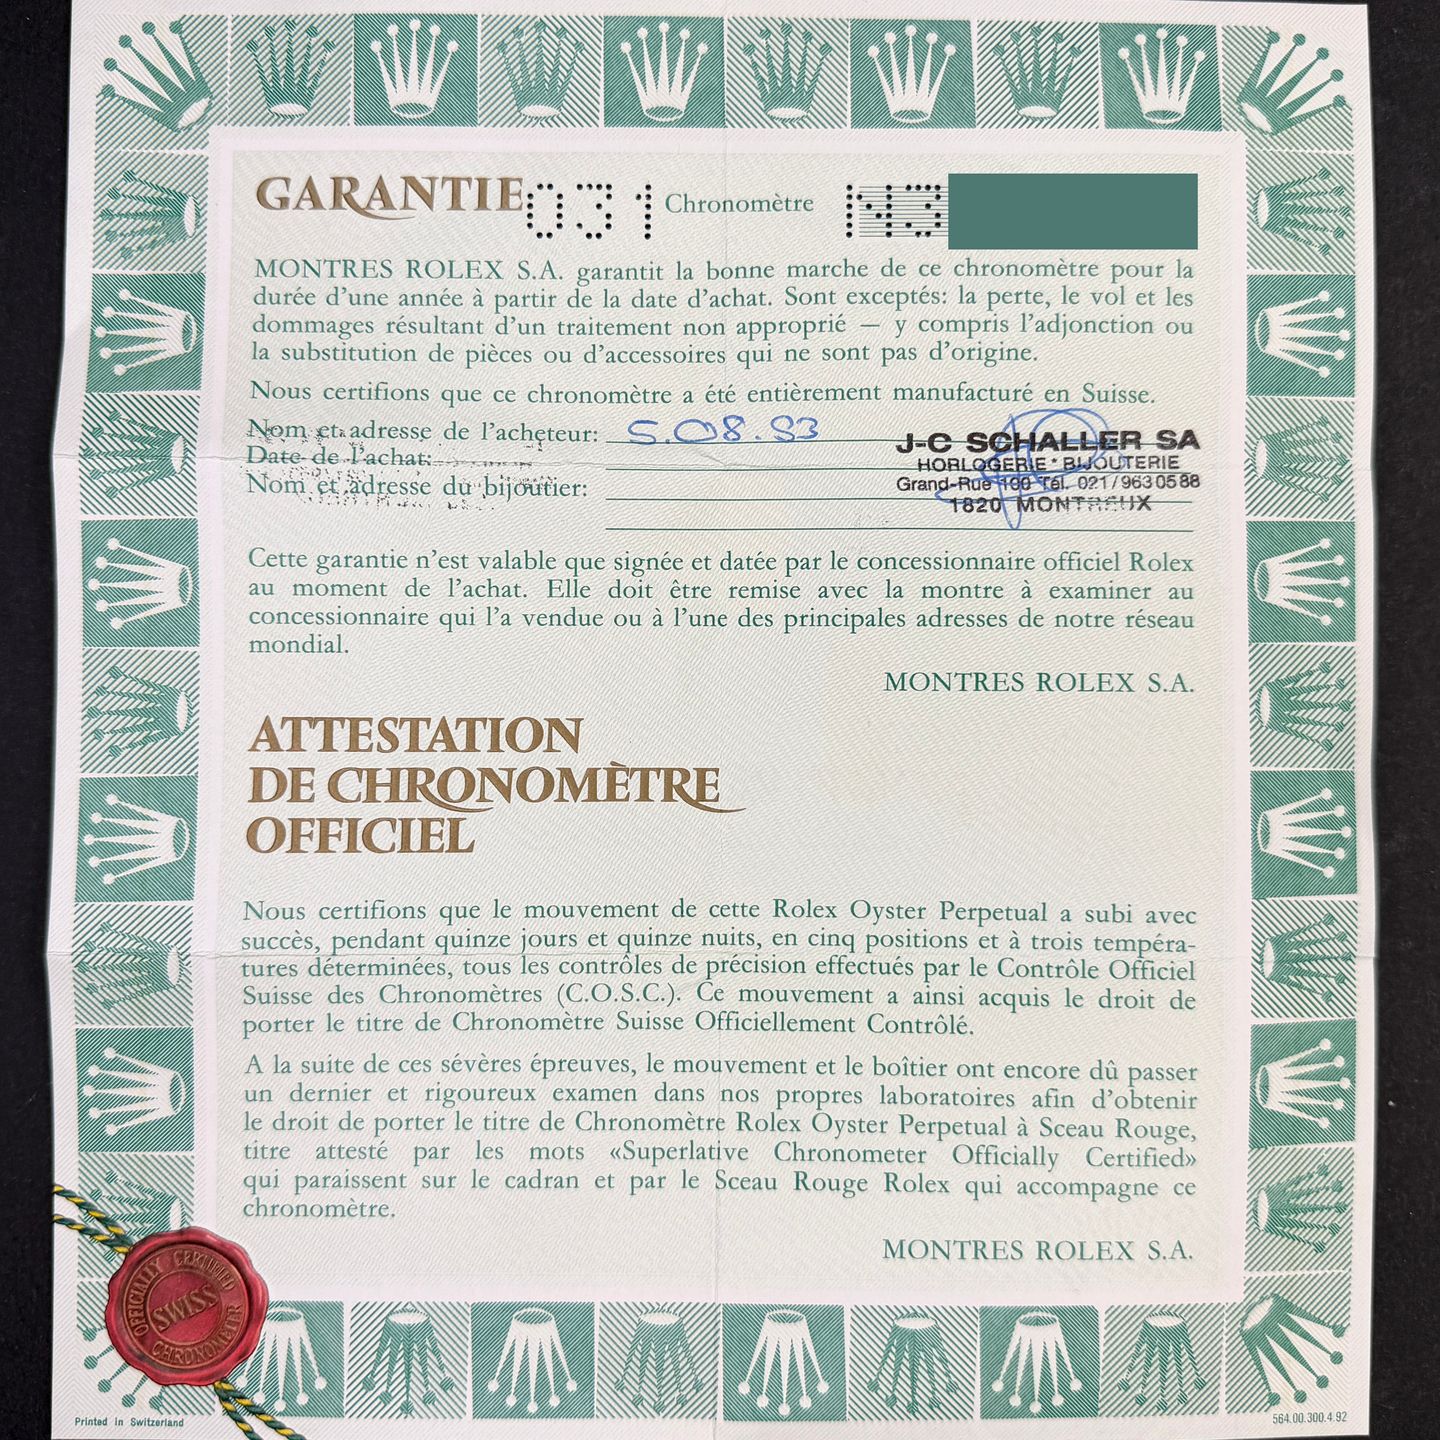 GARANTIE 031 Chronomètre N3
MONTRES ROLEX S.A. garantit la bonne marche de ce chronomètre pour la
durée d'une année à partir de la date d'achat. Sont exceptés: la perte, le vol et les
dommages résultant d'un traitement non approprié — y compris l'adjonction ou
la substitution de pièces ou d'accessoires qui ne sont pas d'origine.
Nous certifions que ce chronomètre a été entièrement manufacturé en Suisse.
Nom et adresse de l'acheteur: 5.08.93
Date de l'achat:
Nom et adresse du bijoutier:
J-C SCHALLER SA
HORLOGERIE * BIJOUTERIE
Grand-Rue 100 Tél. 021/963 05 88
1820 MONTREUX
Cette garantie n'est valable que signée et datée par le concessionnaire officiel Rolex
au moment de l'achat. Elle doit être remise avec la montre à examiner au
concessionnaire qui l'a vendue ou à l'une des principales adresses de notre réseau
mondial.
MONTRES ROLEX S.A.
ATTESTATION
DE CHRONOMÈTRE
OFFICIEL
Nous certifions que le mouvement de cette Rolex Oyster Perpetual a subi avec
succès, pendant quinze jours et quinze nuits, en cinq positions et à trois tempéra-
tures déterminées, tous les contrôles de précision effectués par le Contrôle Officiel
Suisse des Chronomètres (C.O.S.C.). Ce mouvement a ainsi acquis le droit de
porter le titre de Chronomètre Suisse Officiellement Contrôlé.
A la suite de ces sévères épreuves, le mouvement et le boîtier ont encore dû passer
un dernier et rigoureux examen dans nos propres laboratoires afin d'obtenir
le droit de porter le titre de Chronomètre Rolex Oyster Perpetual à Sceau Rouge,
titre attesté par les mots «Superlative Chronometer Officially Certified»
qui paraissent sur le cadran et par le Sceau Rouge Rolex qui accompagne ce
chronomètre.
MONTRES ROLEX S.A.
OFFICIALLY CERTIFIED
SWISS
CHRONOMETER
Printed in Switzerland
564.00.300.4.92